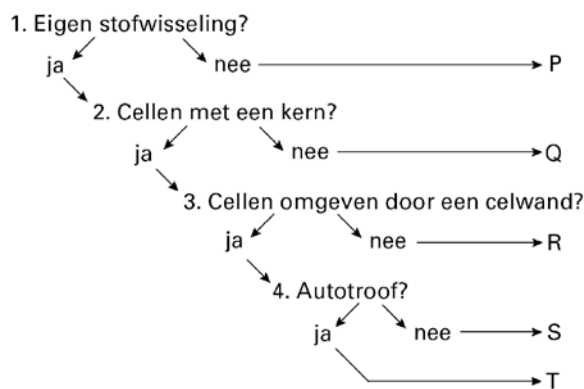 1. Eigen stofwisseling?
ja nee P
2. Cellen met een kern?
ja nee Q
3. Cellen omgeven door een celwand?
ja nee R
4. Autotroof?
ja nee S
T